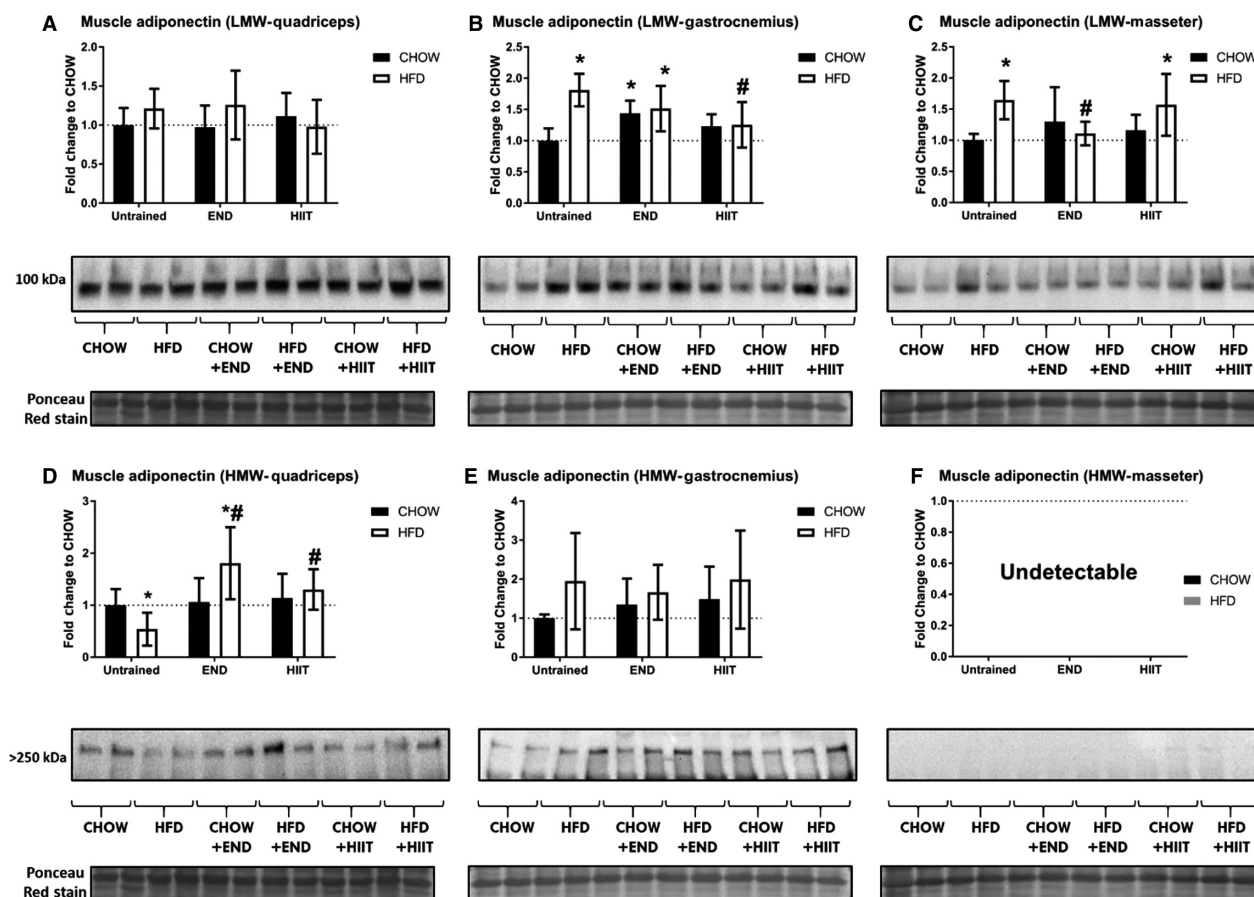 A Muscle adiponectin (LMW-quadriceps)
Fold change to CHOW
2.0
1.5
1.0
0.5
0.0
Untrained END HIIT
CHOW
HFD
B Muscle adiponectin (LMW-gastrocnemius)
Fold change to CHOW
2.5
2.0
1.5
1.0
0.5
0.0
* * * #
Untrained END HIIT
CHOW
HFD
C Muscle adiponectin (LMW-masseter)
Fold change to CHOW
2.5
2.0
1.5
1.0
0.5
0.0
* # *
Untrained END HIIT
CHOW
HFD
100 kDa
CHOW HFD CHOW HFD CHOW HFD
+END +END +HIIT +HIIT
CHOW HFD CHOW HFD CHOW HFD
+END +END +HIIT +HIIT
CHOW HFD CHOW HFD CHOW HFD
+END +END +HIIT +HIIT
Ponceau
Red stain
D Muscle adiponectin (HMW-quadriceps)
Fold change to CHOW
3
2
1
0
* *# #
Untrained END HIIT
CHOW
HFD
E Muscle adiponectin (HMW-gastrocnemius)
Fold change to CHOW
4
3
2
1
0
Untrained END HIIT
CHOW
HFD
F Muscle adiponectin (HMW-masseter)
Fold Change to CHOW
1.0
0.8
0.6
0.4
0.2
0.0
Undetectable
Untrained END HIIT
CHOW
HFD
>250 kDa
CHOW HFD CHOW HFD CHOW HFD
+END +END +HIIT +HIIT
CHOW HFD CHOW HFD CHOW HFD
+END +END +HIIT +HIIT
CHOW HFD CHOW HFD CHOW HFD
+END +END +HIIT +HIIT
Ponceau
Red stain